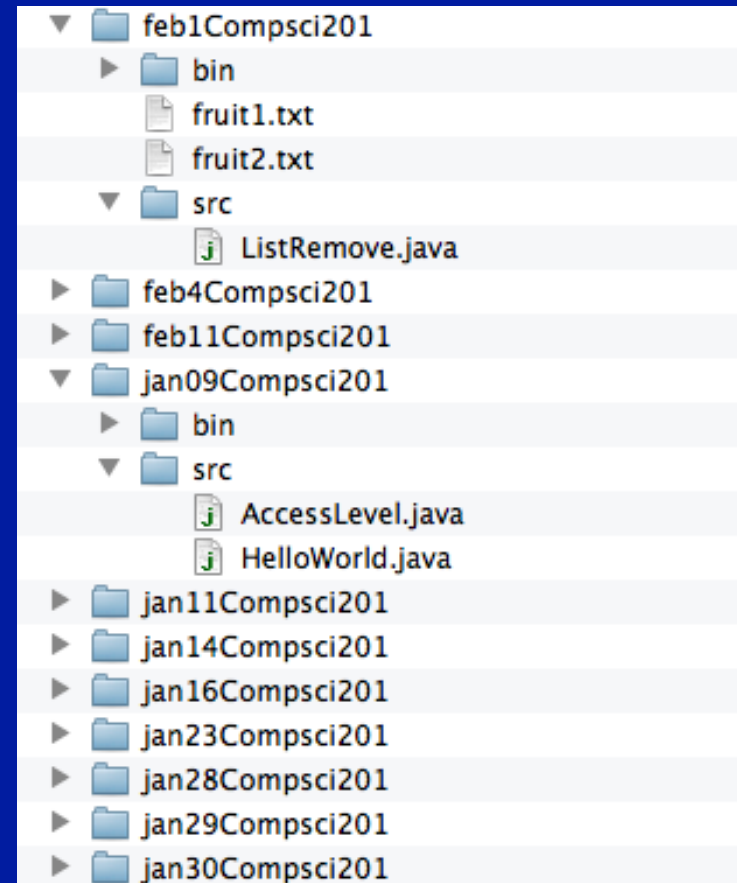 feb1Compsci201
bin
fruit1.txt
fruit2.txt
src
j ListRemove.java
feb4Compsci201
feb11Compsci201
jan09Compsci201
bin
src
j AccessLevel.java
j HelloWorld.java
jan11Compsci201
jan14Compsci201
jan16Compsci201
jan23Compsci201
jan28Compsci201
jan29Compsci201
jan30Compsci201